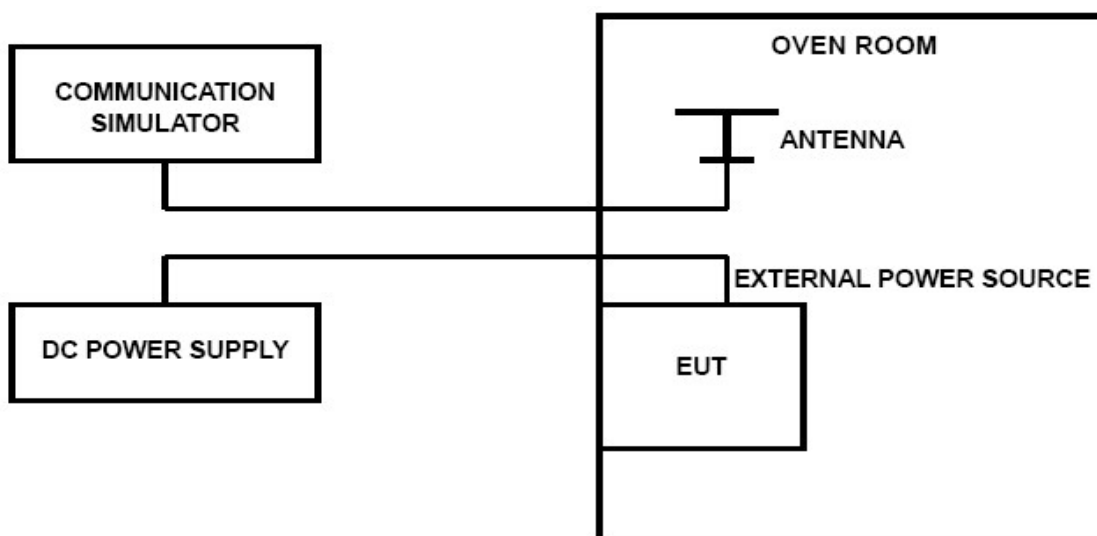 OVEN ROOM
COMMUNICATION
SIMULATOR
ANTENNA
EXTERNAL POWER SOURCE
DC POWER SUPPLY
EUT